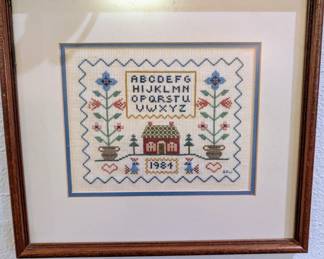 ABCDEFG
HIJKLMN
OPQRSTU
VWXYZ
1984